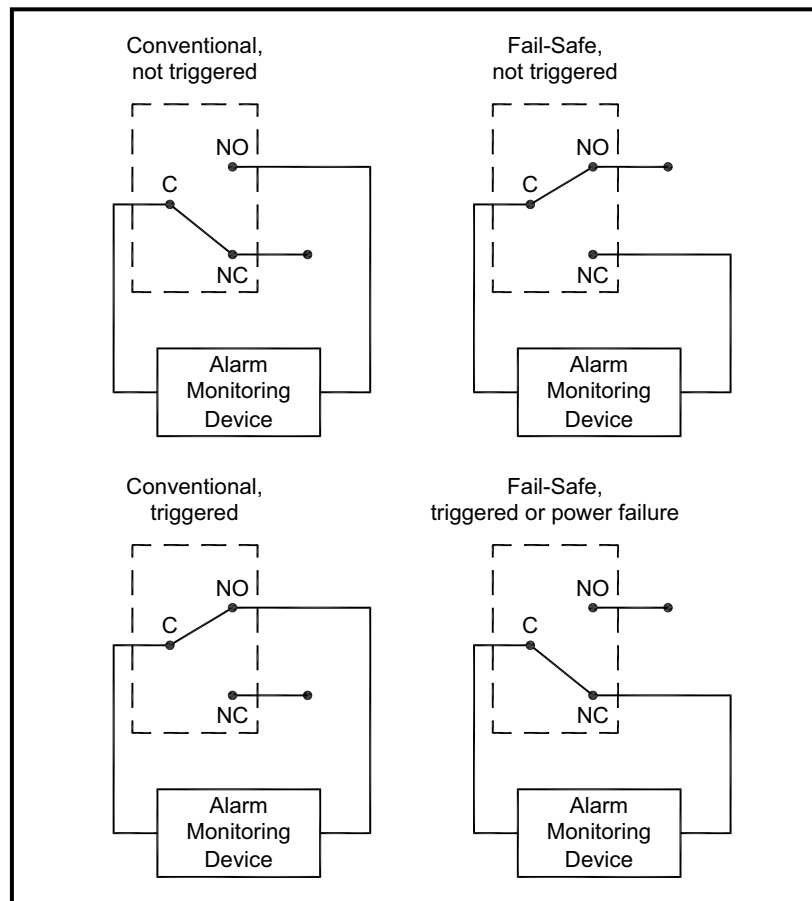 Conventional,
not triggered
NO
C
NC
Alarm
Monitoring
Device
Fail-Safe,
not triggered
NO
C
NC
Alarm
Monitoring
Device
Conventional,
triggered
NO
C
NC
Alarm
Monitoring
Device
Fail-Safe,
triggered or power failure
NO
C
NC
Alarm
Monitoring
Device